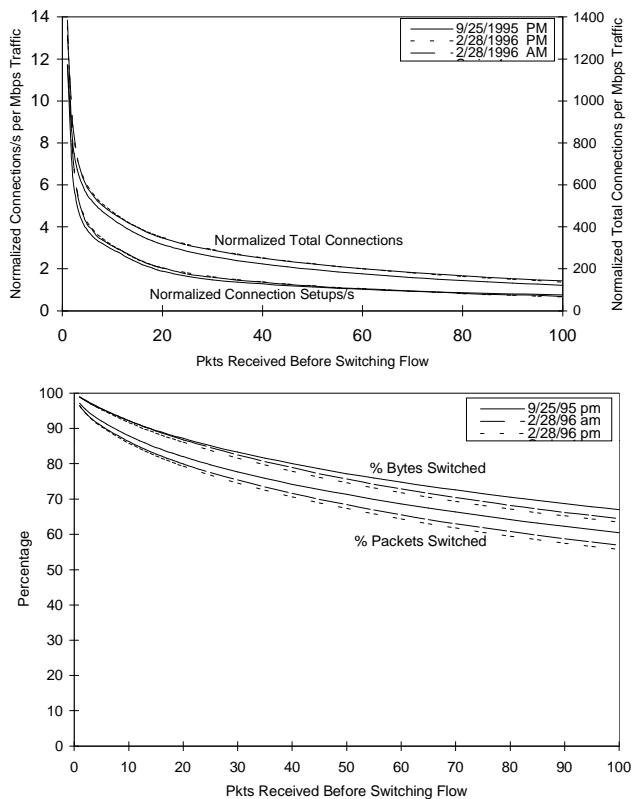 14
12
10
8
6
4
2
0
Normalized Connections/s per Mbps Traffic
9/25/1995 PM
2/28/1996 PM
2/28/1996 AM
1400
1200
1000
800
600
400
200
0
Normalized Total Connections per Mbps Traffic
Normalized Total Connections
Normalized Connection Setups/s
0 20 40 60 80 100
Pkts Received Before Switching Flow
100
90
80
70
60
50
40
30
20
10
0
Percentage
9/25/95 pm
2/28/96 am
2/28/96 pm
% Bytes Switched
% Packets Switched
0 10 20 30 40 50 60 70 80 90 100
Pkts Received Before Switching Flow